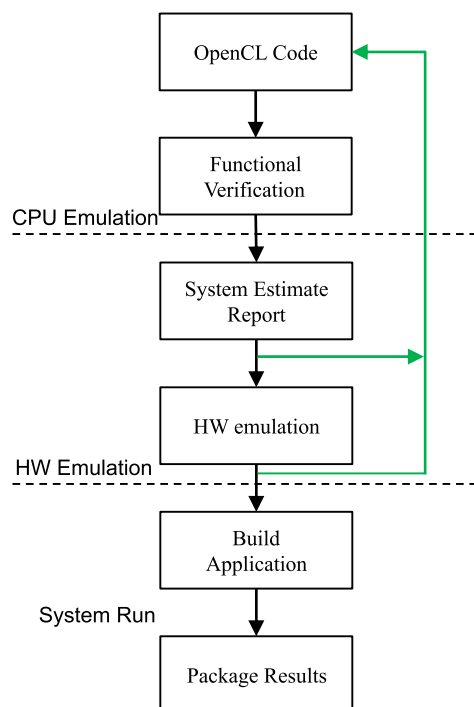 OpenCL Code
Functional
Verification
CPU Emulation
System Estimate
Report
HW emulation
HW Emulation
Build
Application
System Run
Package Results